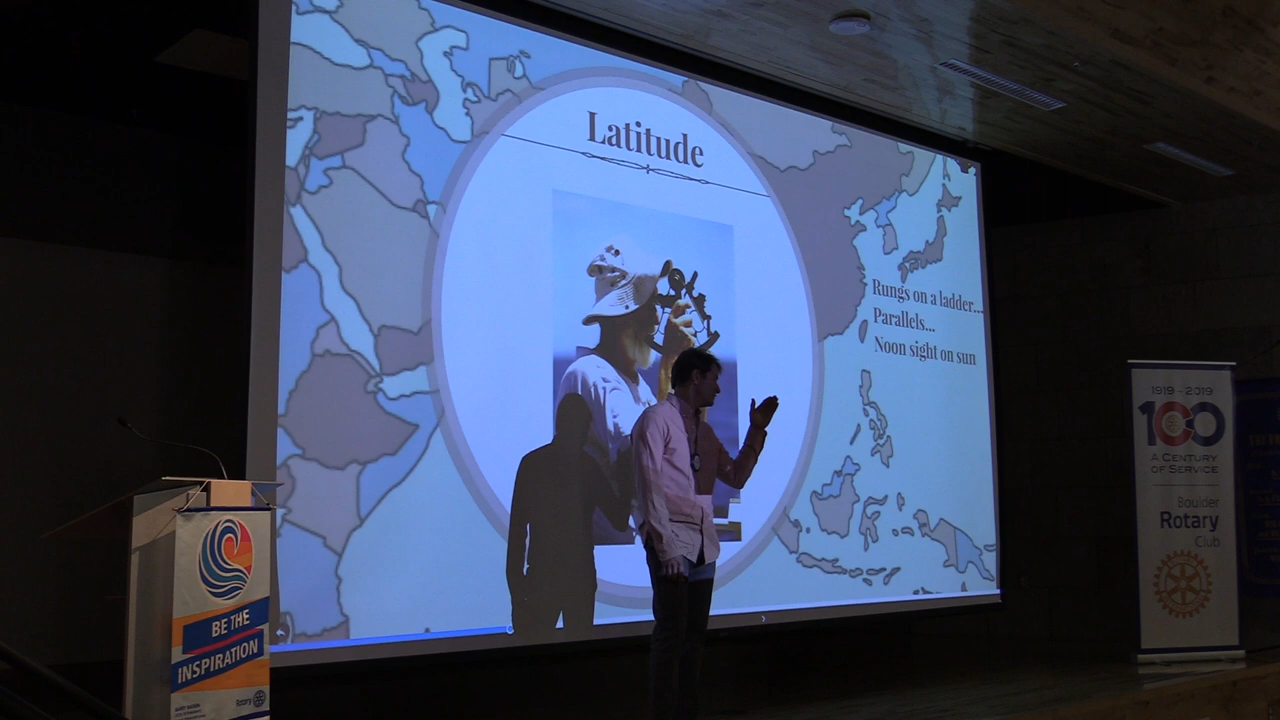 Latitude
Rungs on a ladder...
Parallels...
Noon sight on sun
1919 - 2019
100
A CENTURY
OF SERVICE
Boulder
Rotary
Club
BE THE
INSPIRATION
Rotary